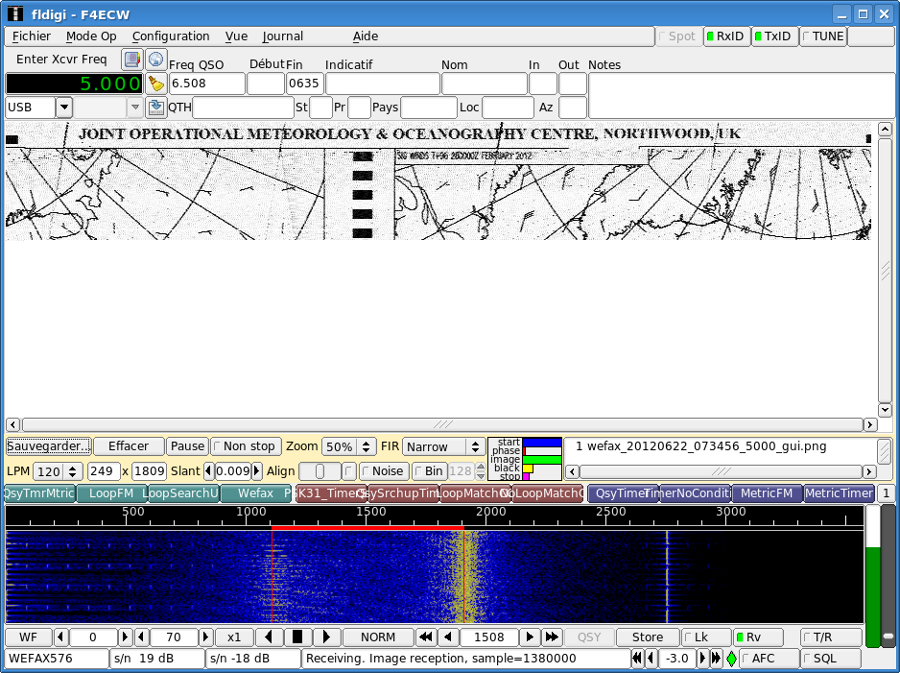 fldigi - F4ECW
Fichier Mode Op Configuration Vue Journal Aide Spot RxID TxID TUNE
Enter Xcvr Freq Freq QSO Début Fin Indicatif Nom In Out Notes
5.000 6.508 0635
USB QTH St Pr Pays Loc Az
JOINT OPERATIONAL METEOROLOGY & OCEANOGRAPHY CENTRE, NORTHWOOD, UK
SIG WINDS T+96 FEBRUARY 2012
Sauvegarder.. Effacer Pause Non stop Zoom 50% FIR Narrow start phase image black stop 1 wefax_20120622_073456_5000_gui.png
LPM 120 249 x 1809 Slant 0.009 Align Noise Bin 128
QsyTmrMtric LoopFM LoopSearchU Wefax LoopMatchC NoLoopMatchC QsyTimer TimerNoConditi MetricFM MetricTimer 1
500 1000 1500 2000 2500 3000
WF 0 70 x1 NORM 1508 QSY Store Lk Rv T/R
WEFAX576 s/n 19 dB s/n -18 dB Receiving. Image reception, sample=1380000 -3.0 AFC SQL